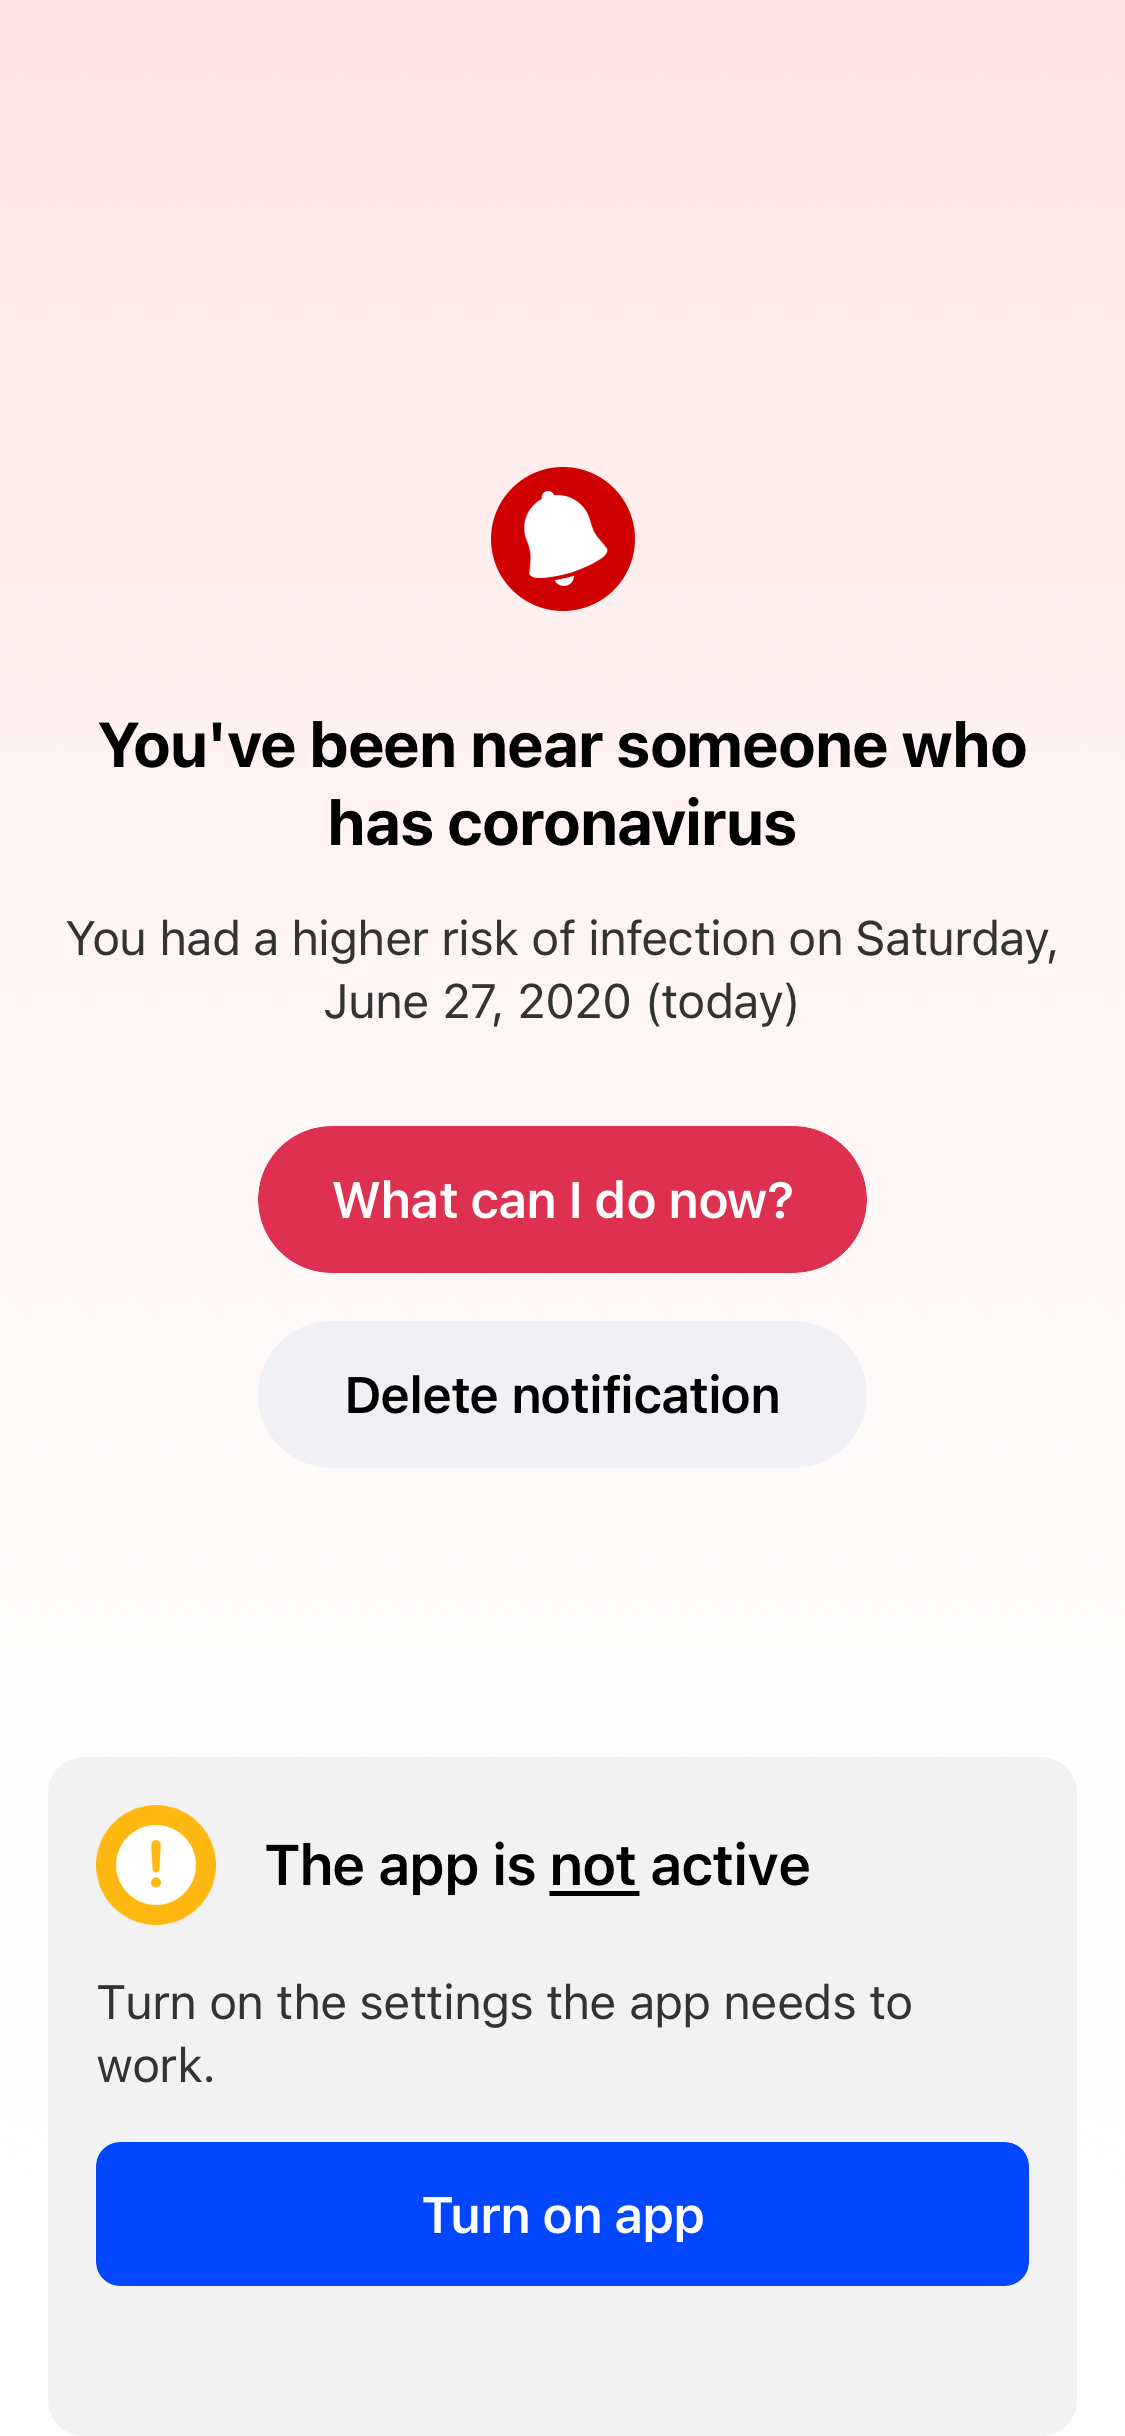 You've been near someone who
has coronavirus
You had a higher risk of infection on Saturday,
June 27, 2020 (today)
What can I do now?
Delete notification
The app is not active
Turn on the settings the app needs to
work.
Turn on app